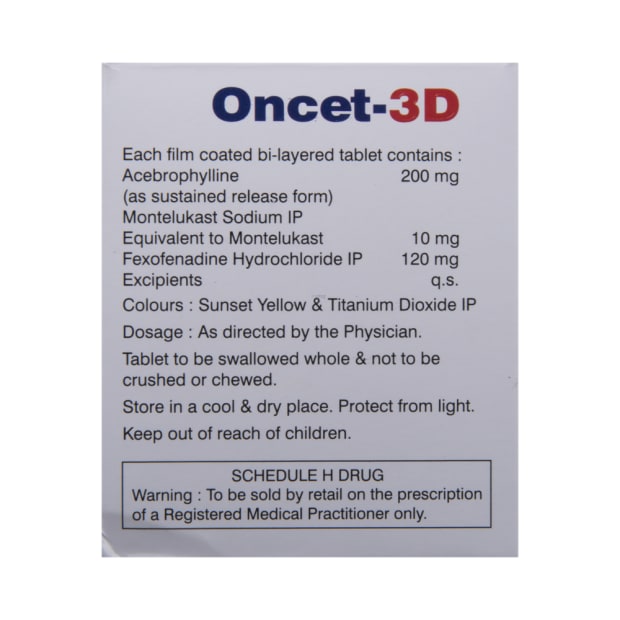 Oncet-3D
Each film coated bi-layered tablet contains :
Acebrophylline 200 mg
(as sustained release form)
Montelukast Sodium IP
Equivalent to Montelukast 10 mg
Fexofenadine Hydrochloride IP 120 mg
Excipients q.s.
Colours : Sunset Yellow & Titanium Dioxide IP
Dosage : As directed by the Physician.
Tablet to be swallowed whole & not to be
crushed or chewed.
Store in a cool & dry place. Protect from light.
Keep out of reach of children.
SCHEDULE H DRUG
Warning : To be sold by retail on the prescription
of a Registered Medical Practitioner only.